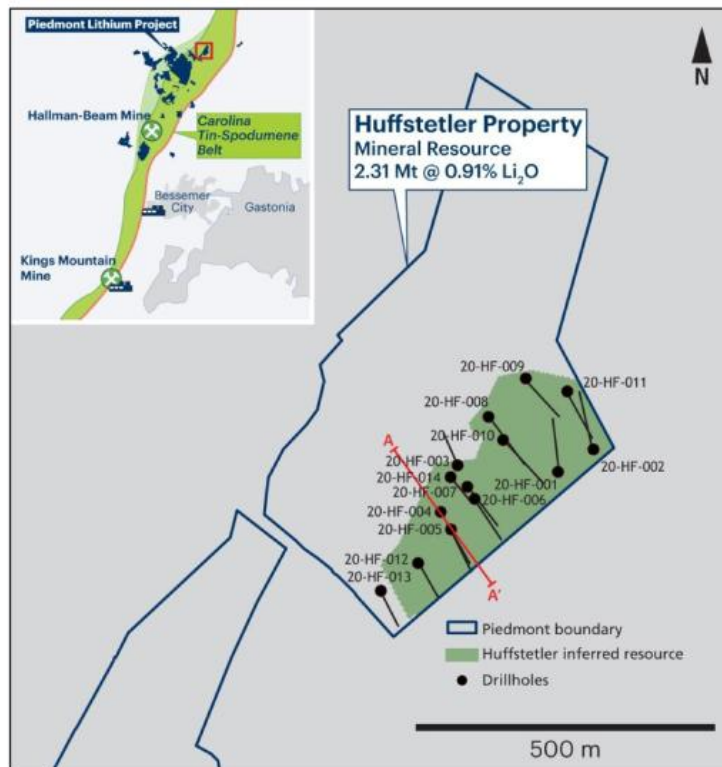 Piedmont Lithium Project
Hallman-Beam Mine
Carolina
Tin-Spodumene
Belt
Bessemer
City
Gastonia
Kings Mountain
Mine
N
Huffstetler Property
Mineral Resource
2.31 Mt @ 0.91% Li₂O
20-HF-009
20-HF-011
20-HF-008
20-HF-010
A
20-HF-003
20-HF-002
20-HF-014
20-HF-001
20-HF-007
20-HF-006
20-HF-004
20-HF-005
20-HF-012
20-HF-013
A'
Piedmont boundary
Huffstetler inferred resource
Drillholes
500 m